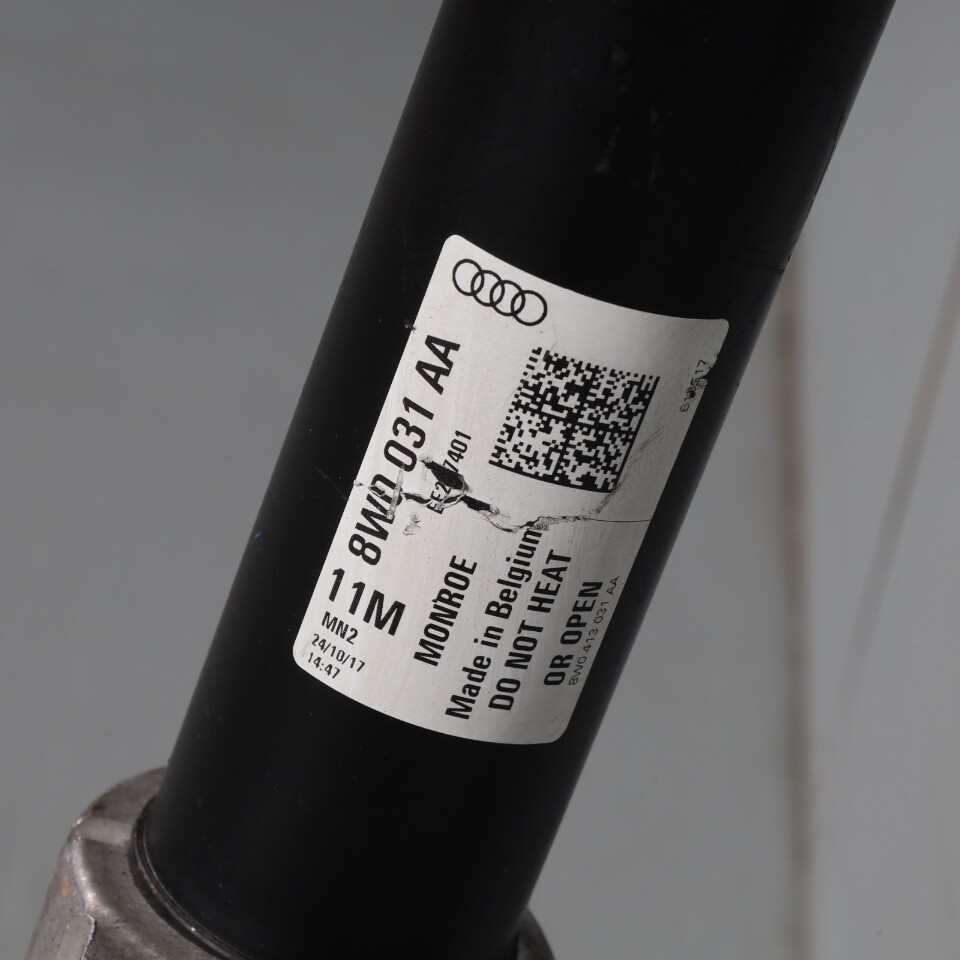 8W0 031 AA
7401
11M
MN2
24/10/17
14:47
MONROE
Made in Belgium
DO NOT HEAT
OR OPEN
8W0 413 031 AA